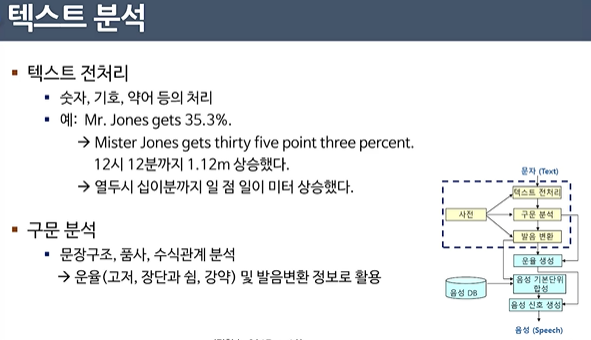 텍스트 분석
텍스트 전처리
숫자, 기호, 약어 등의 처리
예: Mr. Jones gets 35.3%.
→ Mister Jones gets thirty five point three percent.
12시 12분까지 1.12m 상승했다.
→ 열두시 십이분까지 일 점 일이 미터 상승했다.
구문 분석
문장구조, 품사, 수식관계 분석
→ 운율(고저, 장단과 쉼, 강약) 및 발음변환 정보로 활용
문자 (Text)
텍스트 전처리
사전
구문 분석
발음 변환
운율 생성
음성 DB
음성 기본단위
합성
음성 신호 생성
음성 (Speech)